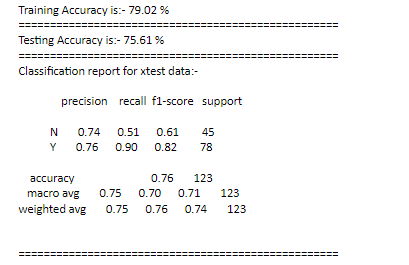 Training Accuracy is:- 79.02 %
==================================================
Testing Accuracy is:- 75.61 %
==================================================
Classification report for xtest data:-
precision recall f1-score support
N 0.74 0.51 0.61 45
Y 0.76 0.90 0.82 78
accuracy 0.76 123
macro avg 0.75 0.70 0.71 123
weighted avg 0.75 0.76 0.74 123
==================================================